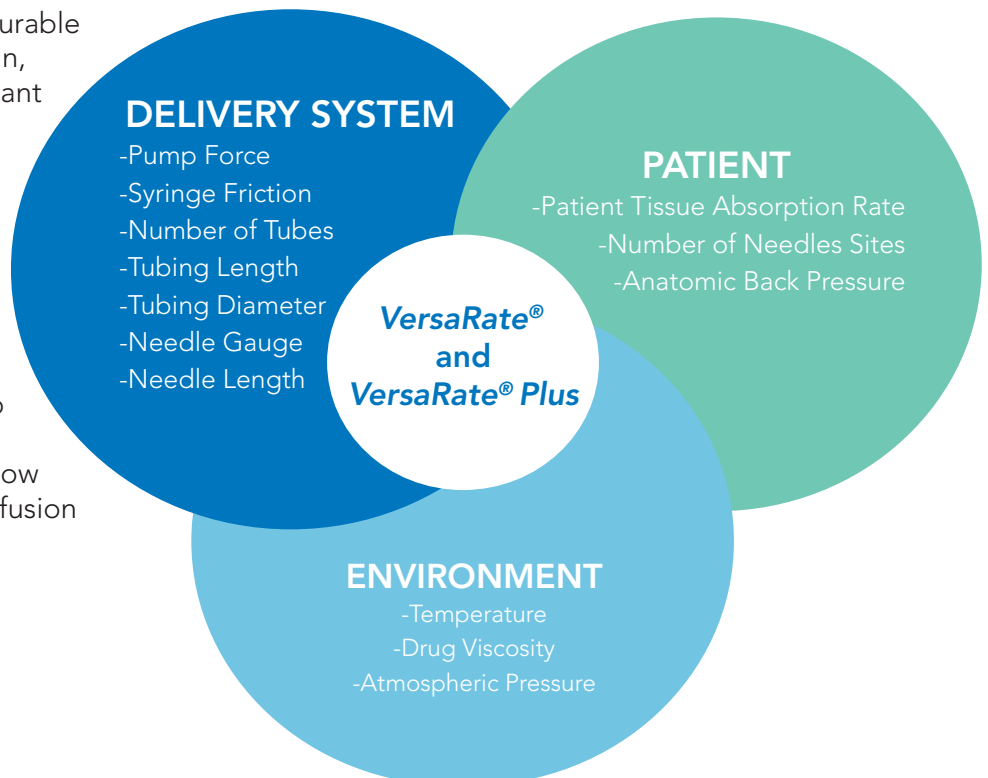 DELIVERY SYSTEM
-Pump Force
-Syringe Friction
-Number of Tubes
-Tubing Length
-Tubing Diameter
-Needle Gauge
-Needle Length
PATIENT
-Patient Tissue Absorption Rate
-Number of Needles Sites
-Anatomic Back Pressure
VersaRate®
and
VersaRate® Plus
ENVIRONMENT
-Temperature
-Drug Viscosity
-Atmospheric Pressure